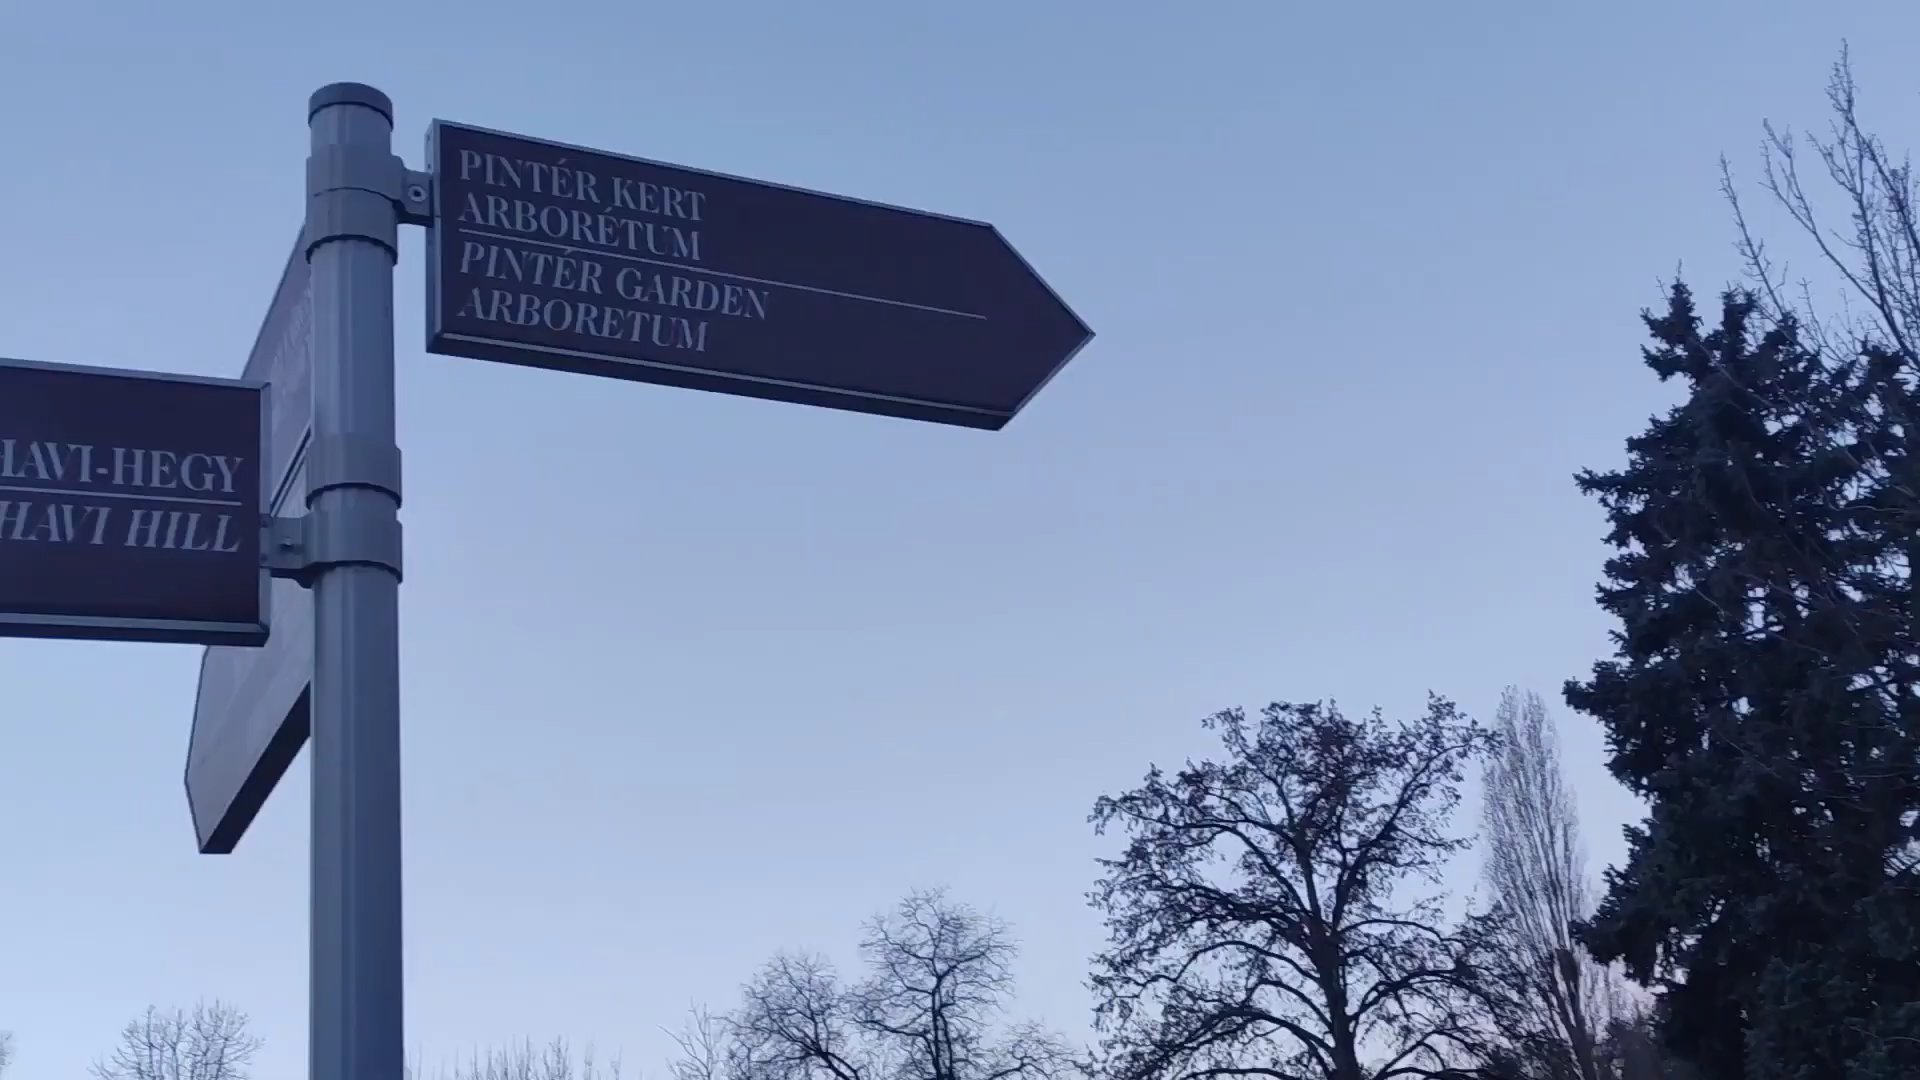 PINTÉR KERT
ARBORÉTUM
PINTÉR GARDEN
ARBORETUM
HAVI-HEGY
HAVI HILL